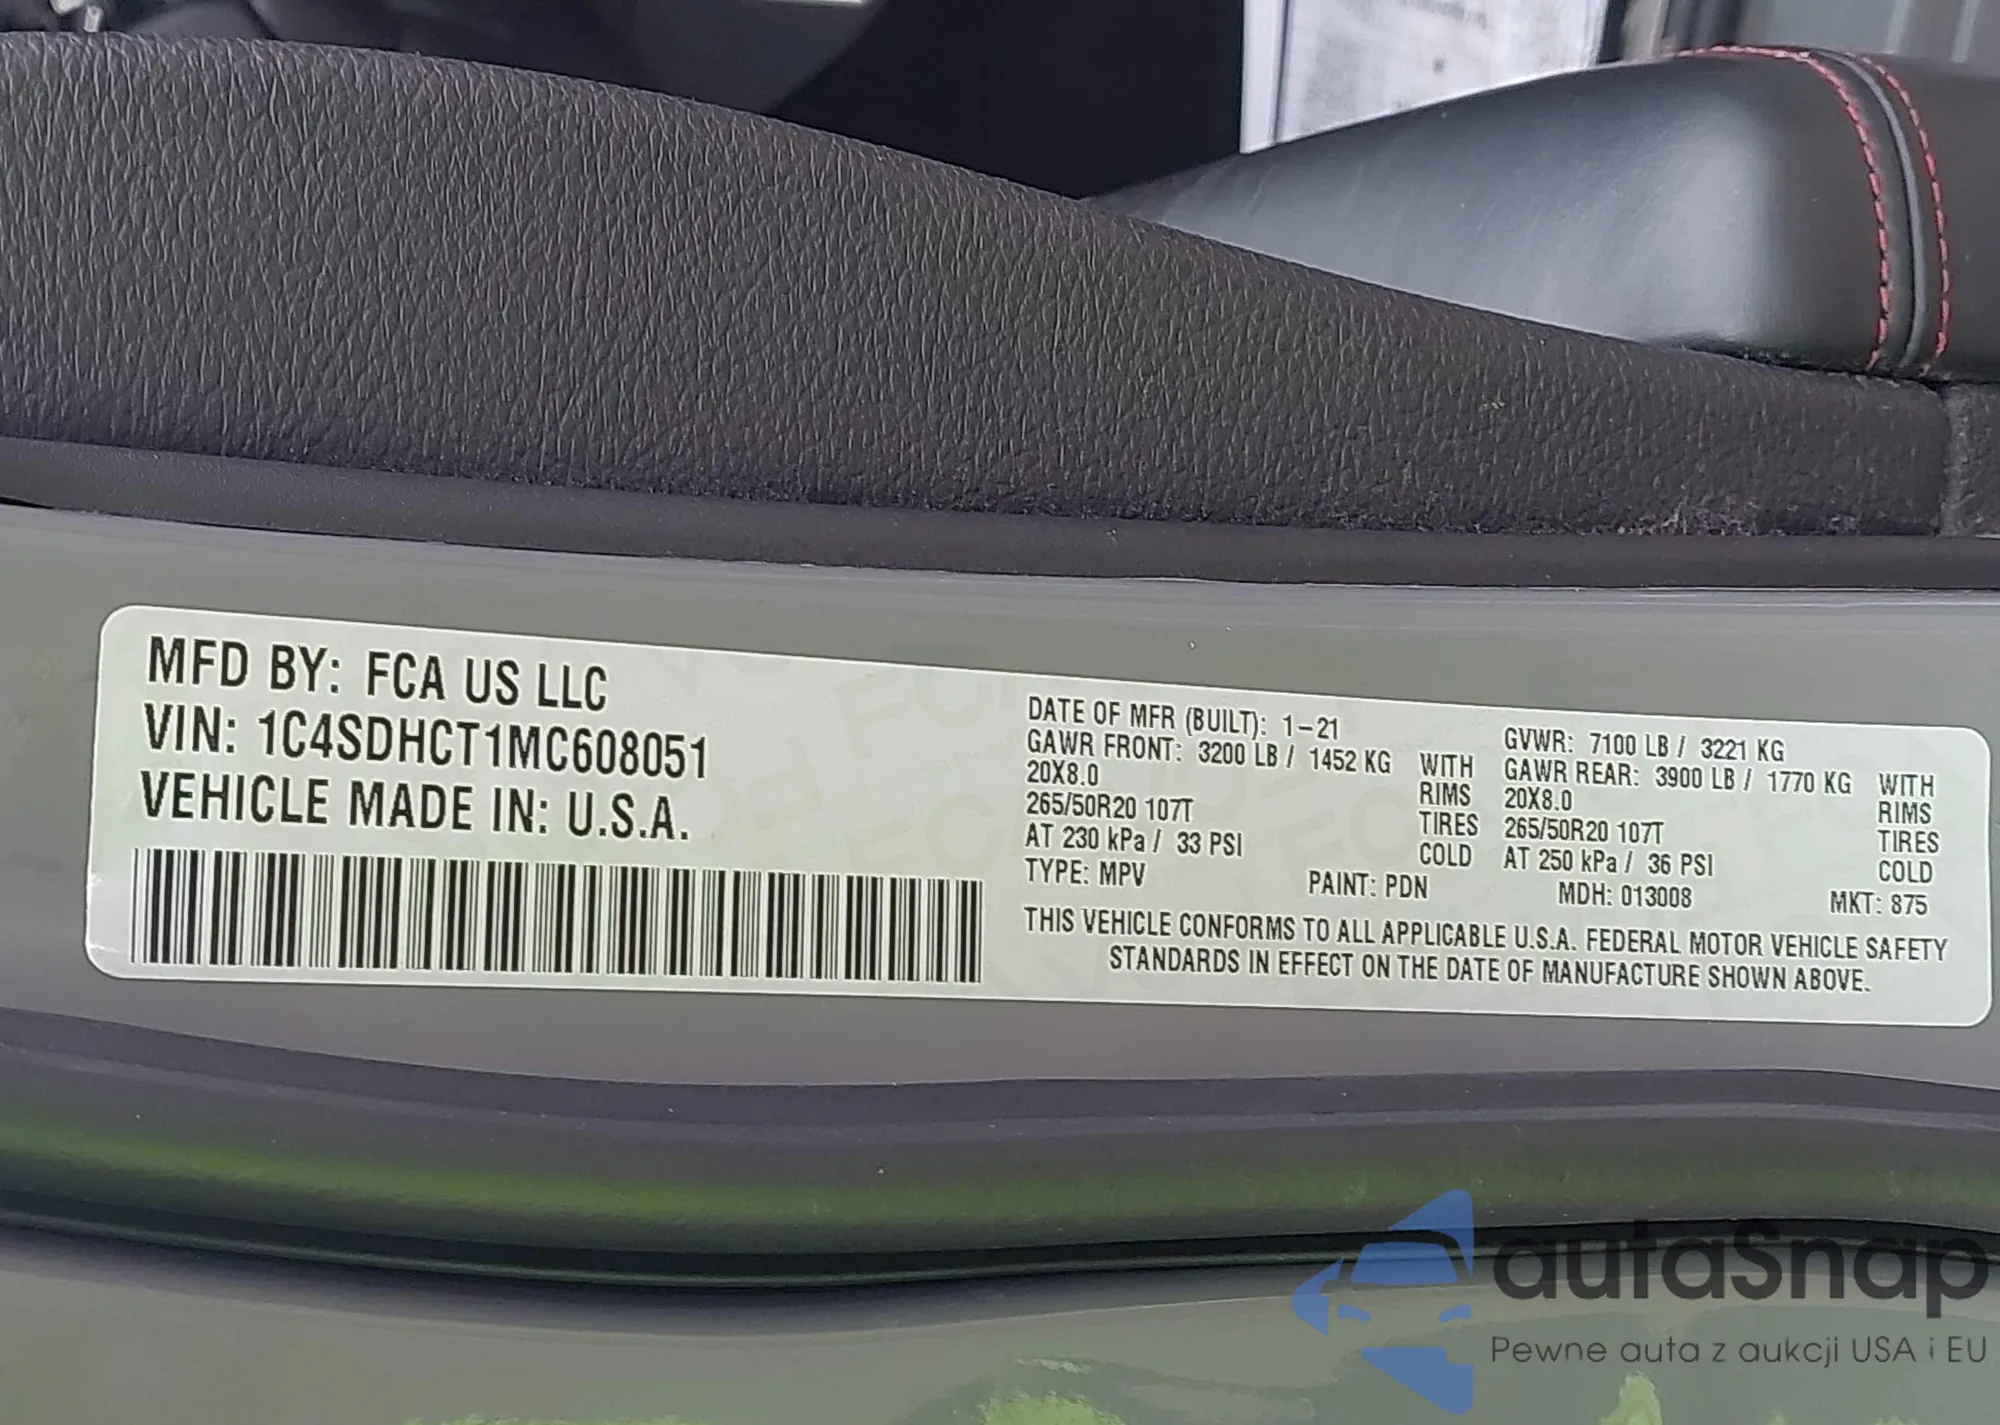 MFD BY: FCA US LLC
VIN: 1C4SDHCT1MC608051
VEHICLE MADE IN: U.S.A.
DATE OF MFR (BUILT): 1-21
GAWR FRONT: 3200 LB / 1452 KG WITH
20X8.0 RIMS
265/50R20 107T TIRES
AT 230 kPa / 33 PSI COLD
GVWR: 7100 LB / 3221 KG
GAWR REAR: 3900 LB / 1770 KG WITH
20X8.0 RIMS
265/50R20 107T TIRES
AT 250 kPa / 36 PSI COLD
TYPE: MPV PAINT: PDN MDH: 013008 MKT: 875
THIS VEHICLE CONFORMS TO ALL APPLICABLE U.S.A. FEDERAL MOTOR VEHICLE SAFETY
STANDARDS IN EFFECT ON THE DATE OF MANUFACTURE SHOWN ABOVE.
autaSnap
Pewne auta z aukcji USA i EU